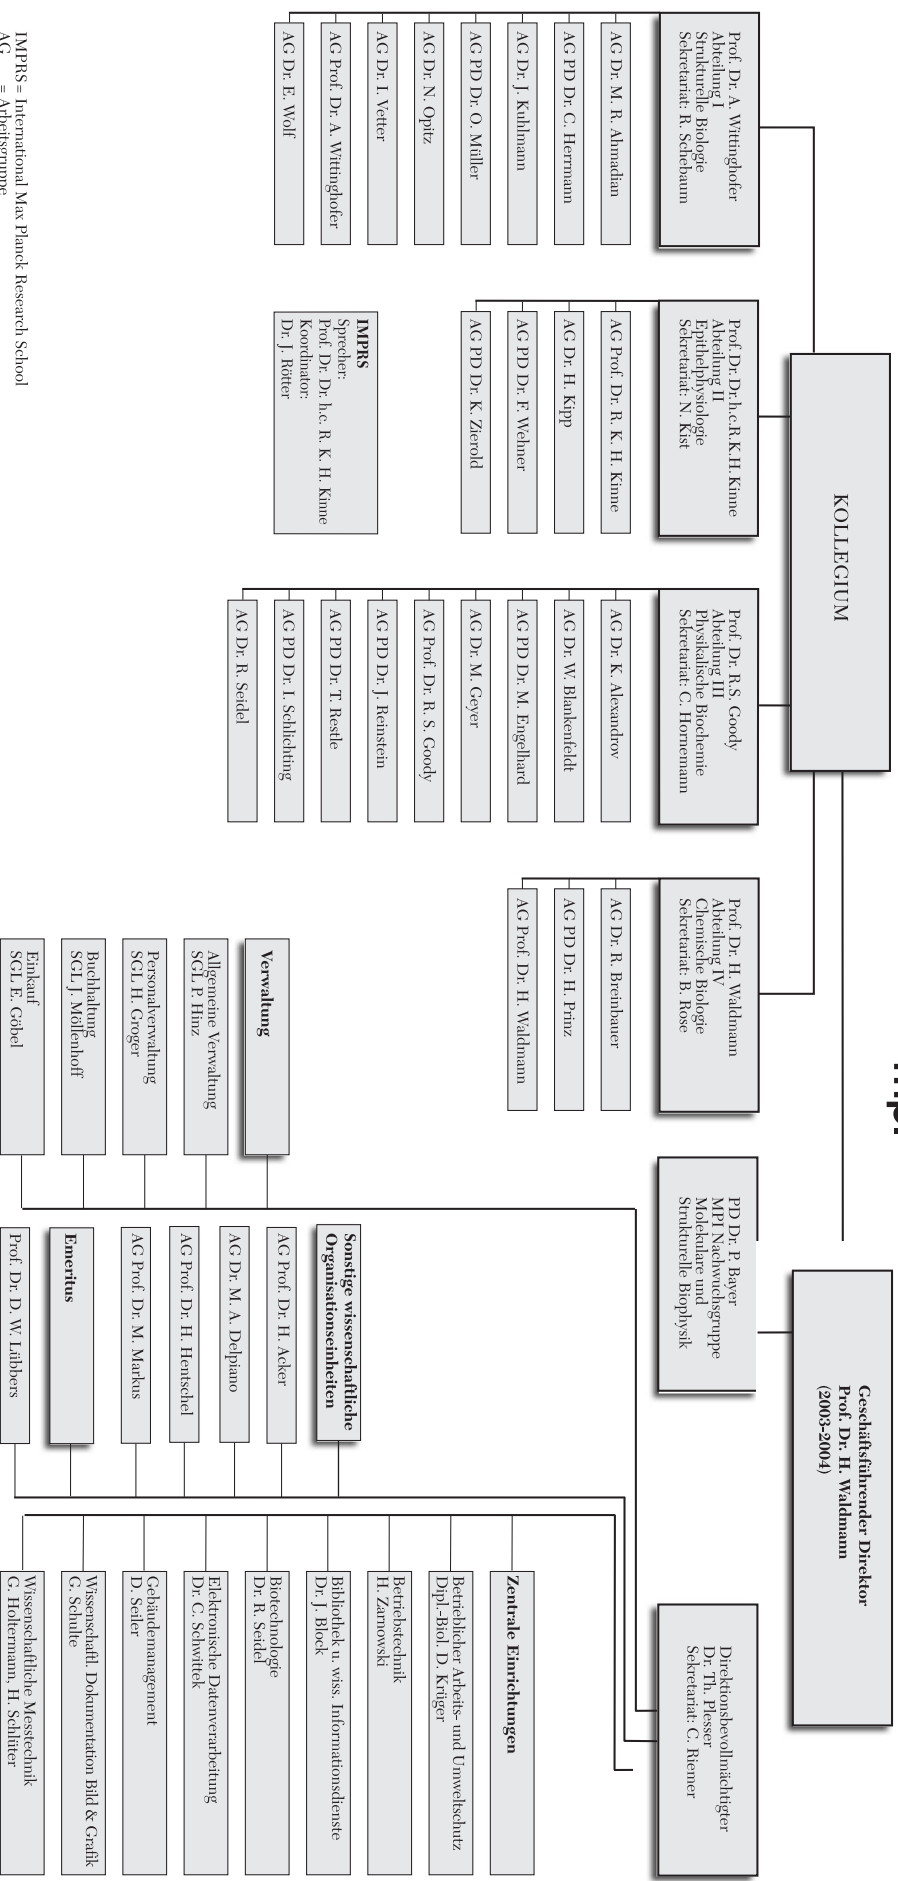 KOLLEGIUM
Geschäftsführender Direktor
Prof. Dr. H. Waldmann
(2003-2004)
Prof. Dr. A. Wittinghofer
Abteilung I
Strukturelle Biologie
Sekretariat: R. Schebaum
AG Dr. M. R. Ahmadian
AG PD Dr. C. Herrmann
AG Dr. J. Kuhlmann
AG PD Dr. O. Müller
AG Dr. N. Opitz
AG Dr. I. Vetter
AG Prof. Dr. A. Wittinghofer
AG Dr. E. Wolf
Prof. Dr. Dr. h.c. R.K.H. Kinne
Abteilung II
Epithelphysiologie
Sekretariat: N. Kist
AG Prof. Dr. R. K. H. Kinne
AG Dr. H. Kipp
AG PD Dr. F. Wehner
AG PD Dr. K. Zierold
IMPRS
Sprecher:
Prof. Dr. Dr. h.c. R. K. H. Kinne
Koordinator:
Dr. J. Rötter
Prof. Dr. R.S. Goody
Abteilung III
Physikalische Biochemie
Sekretariat: C. Hornemann
AG Dr. K. Alexandrov
AG Dr. W. Blankenfeldt
AG PD Dr. M. Engelhard
AG Dr. M. Geyer
AG Prof. Dr. R. S. Goody
AG PD Dr. J. Reinstein
AG PD Dr. T. Restle
AG PD Dr. I. Schlichting
AG Dr. R. Seidel
Prof. Dr. H. Waldmann
Abteilung IV
Chemische Biologie
Sekretariat: B. Rose
AG Dr. R. Breinbauer
AG PD Dr. H. Prinz
AG Prof. Dr. H. Waldmann
PD Dr. P. Bayer
MPI Nachwuchsgruppe
Molekulare und
Strukturelle Biophysik
Direktionsbevollmächtigter
Dr. Th. Plesser
Sekretariat: C. Riemer
Verwaltung
Allgemeine Verwaltung
SGL P. Hinz
Personalverwaltung
SGL H. Groger
Buchhaltung
SGL J. Möllenhoff
Einkauf
SGL E. Göbel
Sonstige wissenschaftliche
Organisationseinheiten
AG Prof. Dr. H. Acker
AG Dr. M. A. Delpiano
AG Prof. Dr. H. Hentschel
AG Prof. Dr. M. Markus
Emeritus
Prof. Dr. D. W. Lübbers
Zentrale Einrichtungen
Betrieblicher Arbeits- und Umweltschutz
Dipl.-Biol. D. Krüger
Betriebstechnik
H. Zarnowski
Bibliothek u. wiss. Informationsdienste
Dr. J. Block
Biotechnologie
Dr. R. Seidel
Elektronische Datenverarbeitung
Dr. C. Schwittek
Gebäudemanagement
D. Seiler
Wissenschaftl. Dokumentation Bild & Grafik
G. Schulte
Wissenschaftliche Messtechnik
G. Holtermann, H. Schlüter
IMPRS = International Max Planck Research School
AG = Arbeitsgruppe